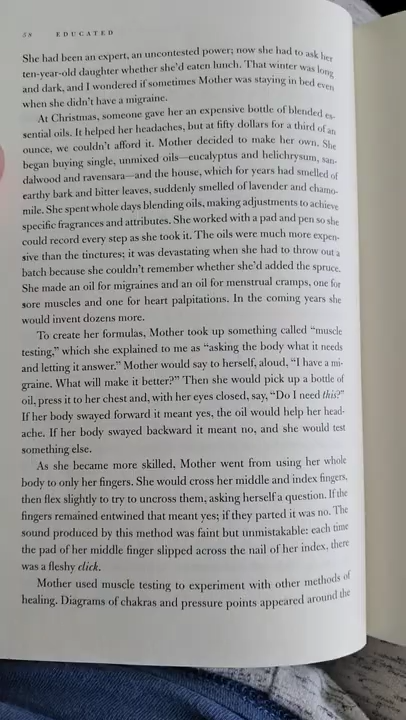 58 EDUCATED
She had been an expert, an uncontested power; now she had to ask her
ten-year-old daughter whether she'd eaten lunch. That winter was long
and dark, and I wondered if sometimes Mother was staying in bed even
when she didn't have a migraine.
At Christmas, someone gave her an expensive bottle of blended es-
sential oils. It helped her headaches, but at fifty dollars for a third of an
ounce, we couldn't afford it. Mother decided to make her own. She
began buying single, unmixed oils—eucalyptus and helichrysum, san-
dalwood and ravensara—and the house, which for years had smelled of
earthy bark and bitter leaves, suddenly smelled of lavender and chamo-
mile. She spent whole days blending oils, making adjustments to achieve
specific fragrances and attributes. She worked with a pad and pen so she
could record every step as she took it. The oils were much more expen-
sive than the tinctures; it was devastating when she had to throw out a
batch because she couldn't remember whether she'd added the spruce.
She made an oil for migraines and an oil for menstrual cramps, one for
sore muscles and one for heart palpitations. In the coming years she
would invent dozens more.
To create her formulas, Mother took up something called "muscle
testing," which she explained to me as "asking the body what it needs
and letting it answer." Mother would say to herself, aloud, "I have a mi-
graine. What will make it better?" Then she would pick up a bottle of
oil, press it to her chest and, with her eyes closed, say, "Do I need this?"
If her body swayed forward it meant yes, the oil would help her head-
ache. If her body swayed backward it meant no, and she would test
something else.
As she became more skilled, Mother went from using her whole
body to only her fingers. She would cross her middle and index fingers,
then flex slightly to try to uncross them, asking herself a question. If the
fingers remained entwined that meant yes; if they parted it was no. The
sound produced by this method was faint but unmistakable: each time
the pad of her middle finger slipped across the nail of her index, there
was a fleshy click.
Mother used muscle testing to experiment with other methods of
healing. Diagrams of chakras and pressure points appeared around the